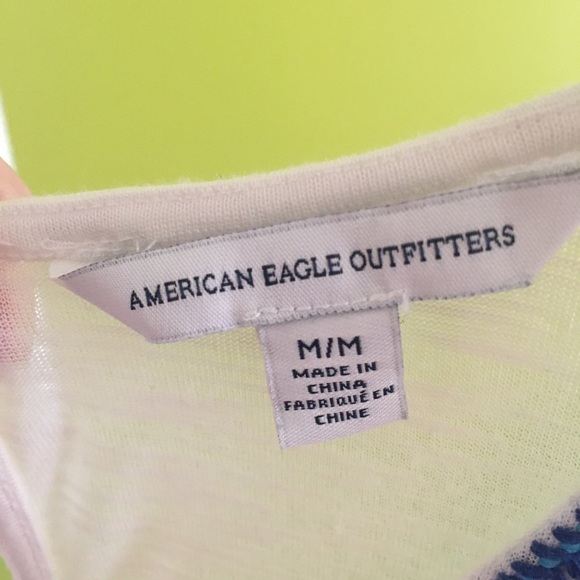 AMERICAN EAGLE OUTFITTERS
M/M
MADE IN
CHINA
FABRIQUÉ EN
CHINE